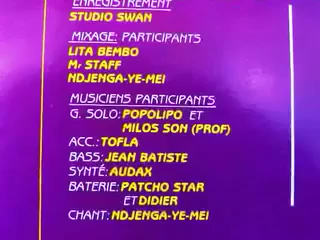 ENREGISTREMENT
STUDIO SWAN
MIXAGE: PARTICIPANTS
LITA BEMBO
Mr STAFF
NDJENGA-YE-MEI
MUSICIENS PARTICIPANTS
G. SOLO: POPOLIPO ET
MILOS SON (PROF)
ACC.: TOFLA
BASS: JEAN BATISTE
SYNTÉ: AUDAX
BATERIE: PATCHO STAR
ET DIDIER
CHANT: NDJENGA-YE-MEI